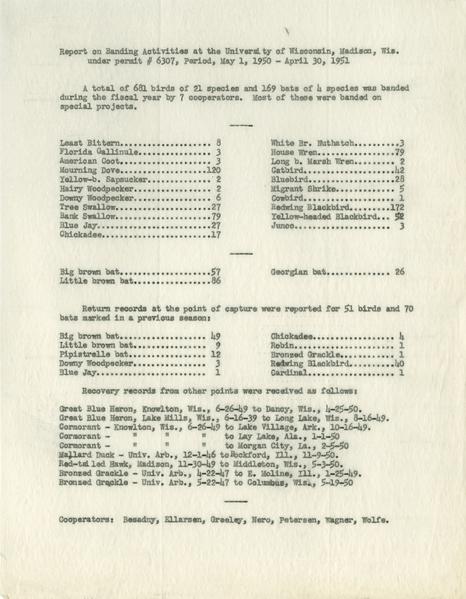 Report on Banding Activities at the University of Wisconsin, Madison, Wis.
under permit # 6307, Period, May 1, 1950 - April 30, 1951
A total of 681 birds of 21 species and 169 bats of 4 species was banded
during the fiscal year by 7 cooperators. Most of these were banded on
special projects.
Least Bittern.................. 8
Florida Gallinule.............. 3
American Coot.................. 3
Mourning Dove..................120
Yellow-b. Sapsucker............ 2
Hairy Woodpecker............... 2
Downy Woodpecker............... 6
Tree Swallow...................27
Bank Swallow...................79
Blue Jay.......................27
Chickadee......................17
White Br. Nuthatch.............3
House Wren.....................79
Long b. Marsh Wren............. 2
Catbird........................42
Bluebird.......................28
Migrant Shrike................. 5
Cowbird........................ 1
Redwing Blackbird..............172
Yellow-headed Blackbird... 52
Junco.......................... 3
Big brown bat..................57
Little brown bat...............86
Georgian bat............... 26
Return records at the point of capture were reported for 51 birds and 70
bats marked in a previous season:
Big brown bat.................. 49
Little brown bat............... 9
Pipistrelle bat................ 12
Downy Woodpecker............... 3
Blue Jay....................... 1
Chickadee...................... 4
Robin.......................... 1
Bronzed Grackle................ 1
Redwing Blackbird..............40
Cardinal....................... 1
Recovery records from other points were received as follows:
Great Blue Heron, Knowlton, Wis., 6-26-49 to Dancy, Wis., 4-25-50.
Great Blue Heron, Lake Mills, Wis., 6-16-39 to Long Lake, Wis., 8-16-49.
Cormorant - Knowlton, Wis., 6-26-49 to Lake Village, Ark., 10-16-49.
Cormorant - " " " to Lay Lake, Ala., 1-1-50
Cormorant - " " " to Morgan City, La., 2-5-50
Mallard Duck - Univ. Arb., 12-1-46 to Rockford, Ill., 11-9-50.
Red-tailed Hawk, Madison, 11-30-49 to Middleton, Wis., 5-3-50.
Bronzed Grackle - Univ. Arb., 4-22-47 to E. Moline, Ill., 1-25-49.
Bronzed Grackle - Univ. Arb., 5-22-47 to Columbus, Wis., 5-19-50
Cooperators: Besadny, Ellarsen, Greeley, Nero, Petersen, Wagner, Wolfe.